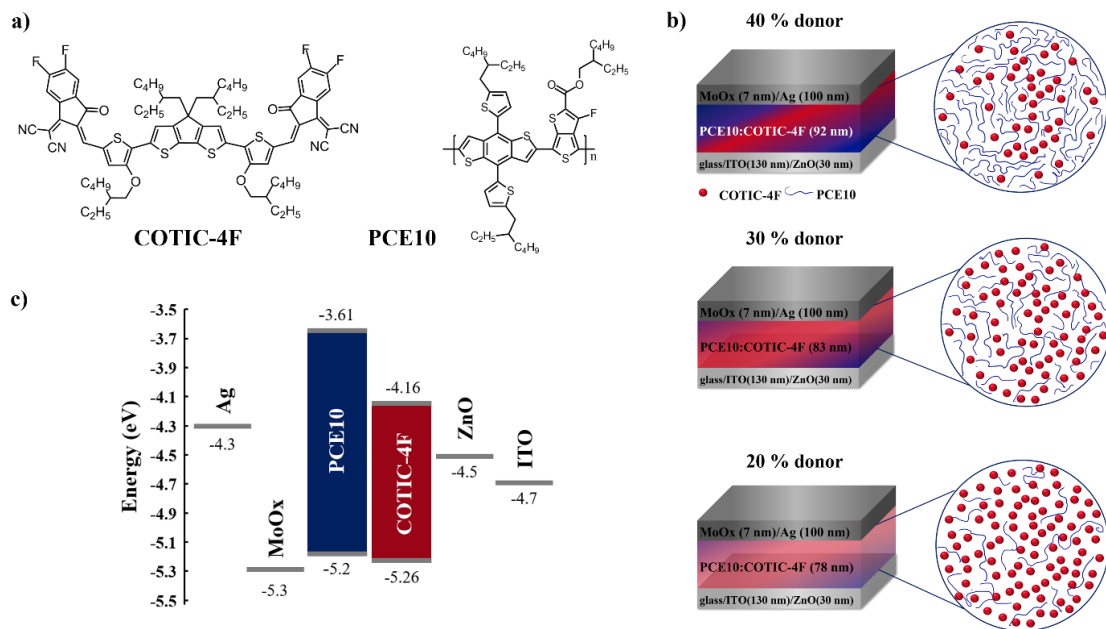 a)
F
F
C4H9
C2H5
C4H9
C2H5
C4H9
C2H5
F
F
O
O
CN
CN
NC
CN
S
S
S
S
O
O
C4H9
C2H5
C4H9
C2H5
COTIC-4F
C4H9
C2H5
C4H9
C2H5
O
O
F
S
S
S
S
S
S
n
C2H5
C4H9
PCE10
b)
40 % donor
MoOx (7 nm)/Ag (100 nm)
PCE10:COTIC-4F (92 nm)
glass/ITO(130 nm)/ZnO(30 nm)
COTIC-4F PCE10
30 % donor
MoOx (7 nm)/Ag (100 nm)
PCE10:COTIC-4F (83 nm)
glass/ITO(130 nm)/ZnO(30 nm)
20 % donor
MoOx (7 nm)/Ag (100 nm)
PCE10:COTIC-4F (78 nm)
glass/ITO(130 nm)/ZnO(30 nm)
c)
Energy (eV)
-3.5
-3.7
-3.9
-4.1
-4.3
-4.5
-4.7
-4.9
-5.1
-5.3
-5.5
Ag
-4.3
MoOx
-5.3
-3.61
PCE10
-5.2
-4.16
COTIC-4F
-5.26
ZnO
-4.5
ITO
-4.7